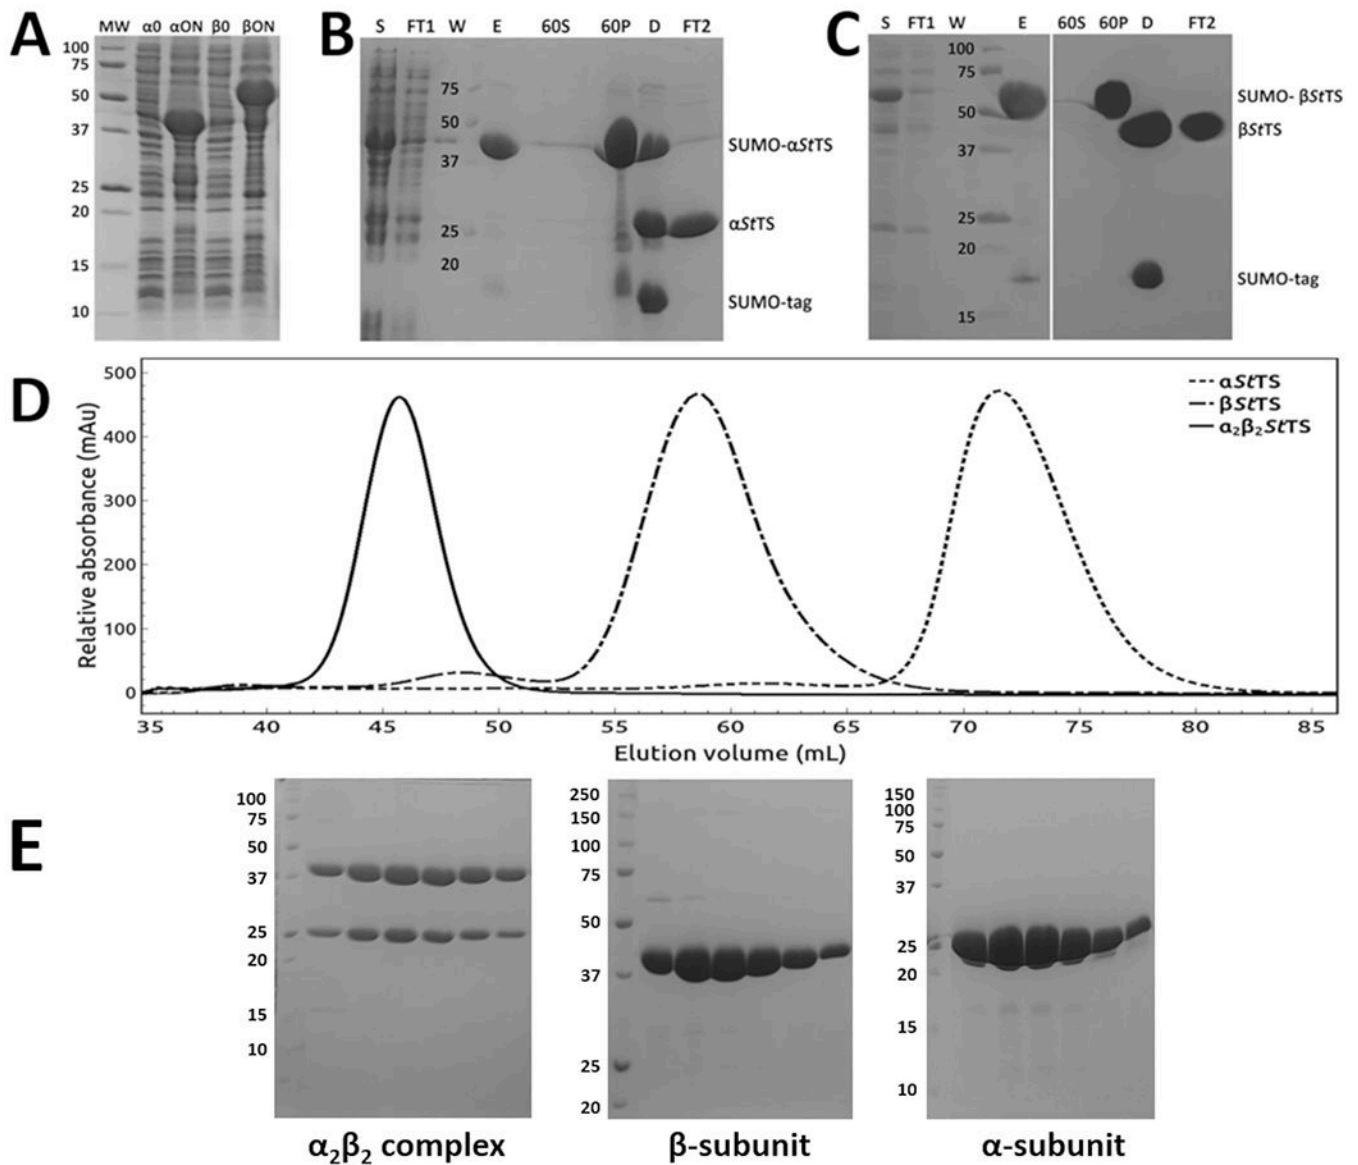 A
MW α0 αON β0 βON
100
75
50
37
25
20
15
10
B
S FT1 W E 60S 60P D FT2
75
50
37
25
20
SUMO-αStTS
αStTS
SUMO-tag
C
S FT1 W E 60S 60P D FT2
100
75
50
37
25
20
15
SUMO- βStTS
βStTS
SUMO-tag
D
Relative absorbance (mAu)
500
400
300
200
100
0
αStTS
βStTS
α₂β₂StTS
35 40 45 50 55 60 65 70 75 80 85
Elution volume (mL)
E
100
75
50
37
25
20
15
10
α₂β₂ complex
250
150
100
75
50
37
25
20
β-subunit
150
100
75
50
37
25
20
15
10
α-subunit